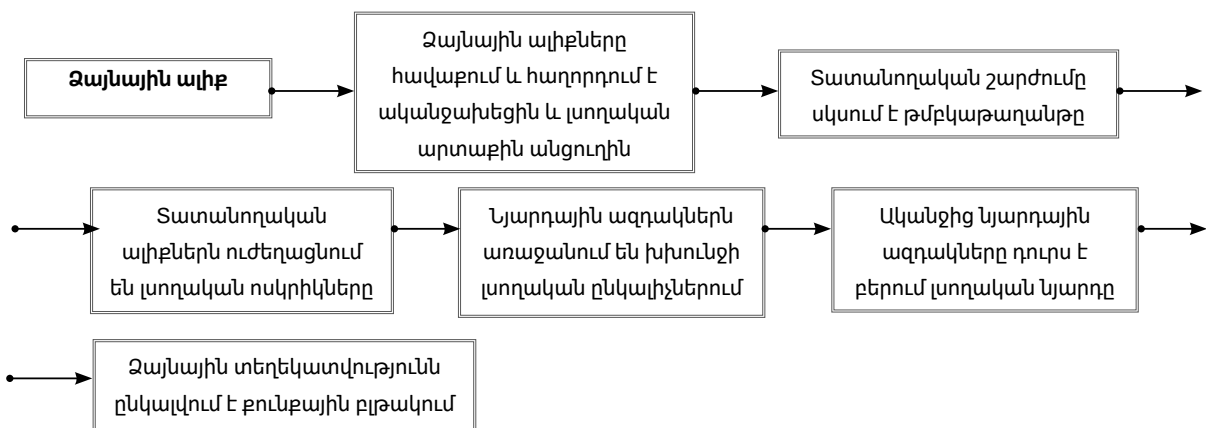 Ձայնային ալիք
Ձայնային ալիքները
հավաքում և հաղորդում է
ականջախեցին և լսողական
արտաքին անցուղին
Տատանողական շարժումը
սկսում է թմբկաթաղանթը
Տատանողական
ալիքներն ուժեղացնում
են լսողական ոսկրիկները
Նյարդային ազդակներն
առաջանում են խխունջի
լսողական ընկալիչներում
Ականջից նյարդային
ազդակները դուրս է
բերում լսողական նյարդը
Ձայնային տեղեկատվությունն
ընկալվում է քունքային բլթակում